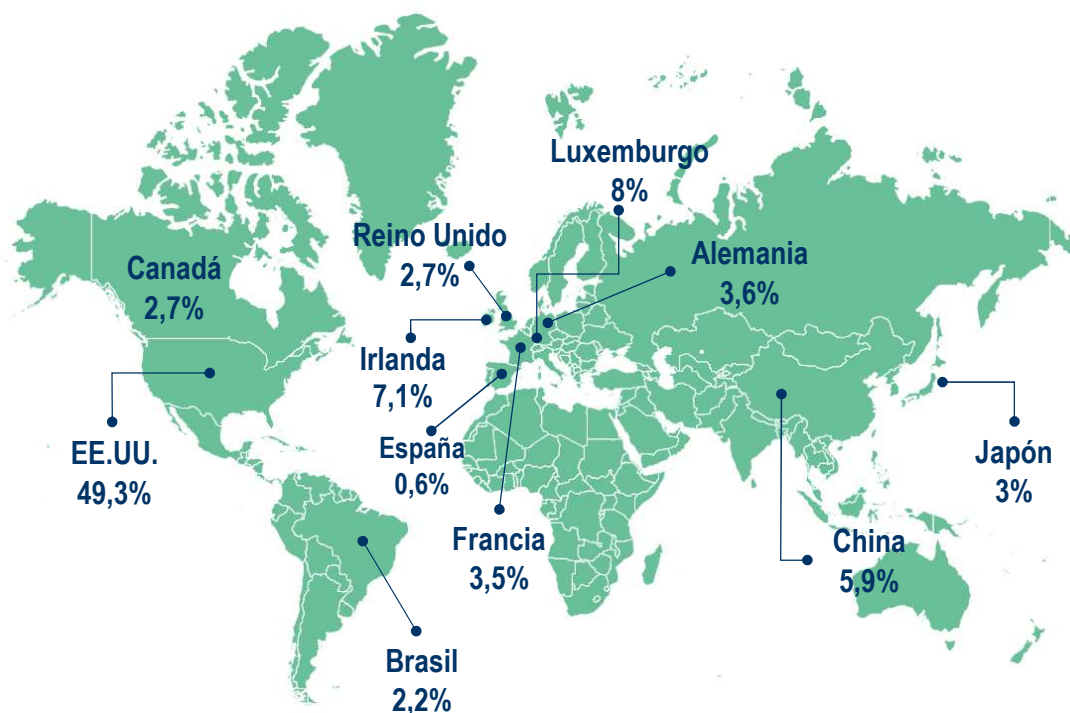 Luxemburgo
8%
Reino Unido
2,7%
Alemania
3,6%
Canadá
2,7%
Irlanda
7,1%
EE.UU.
49,3%
España
0,6%
Japón
3%
Francia
3,5%
China
5,9%
Brasil
2,2%